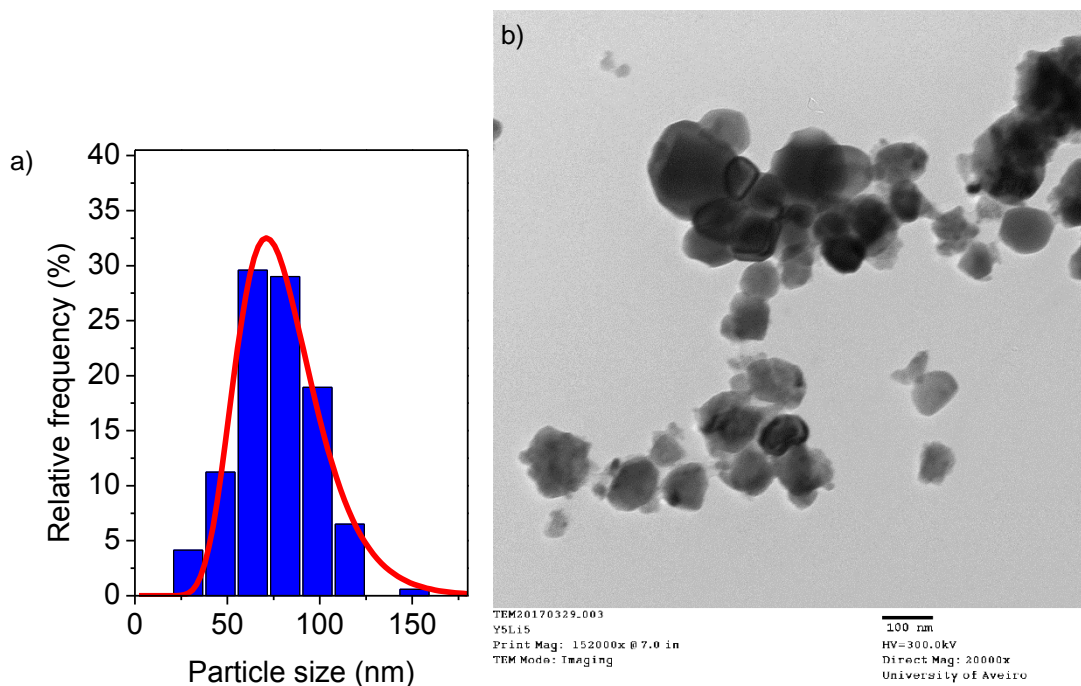 a)
40
35
30
25
20
15
10
5
0
Relative frequency (%)
0 50 100 150
Particle size (nm)
b)
TEM20170329.003
Y5Li5
Print Mag: 152000x @ 7.0 in
TEM Mode: Imaging
100 nm
HV=300.0kV
Direct Mag: 20000x
University of Aveiro